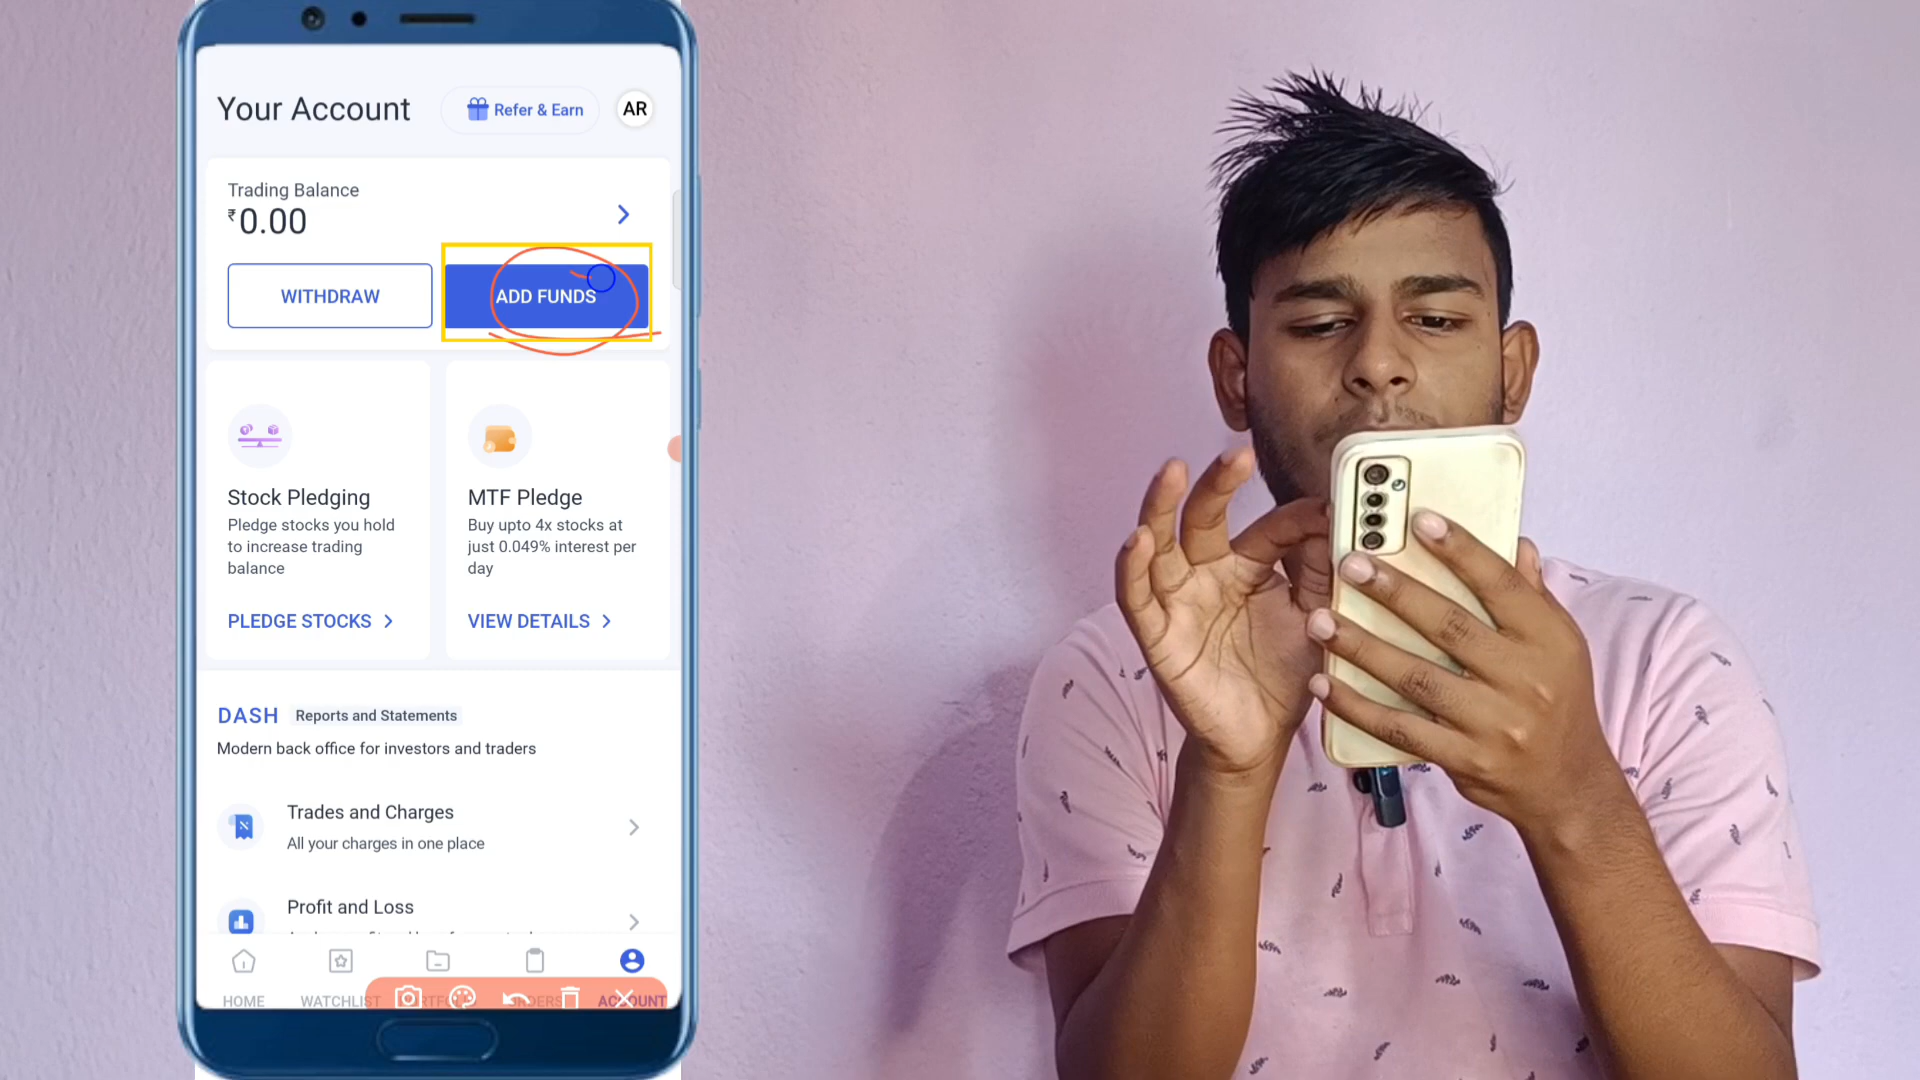 Your Account
Refer & Earn
AR
Trading Balance
₹0.00
WITHDRAW
ADD FUNDS
Stock Pledging
Pledge stocks you hold
to increase trading
balance
PLEDGE STOCKS
MTF Pledge
Buy upto 4x stocks at
just 0.049% interest per
day
VIEW DETAILS
DASH Reports and Statements
Modern back office for investors and traders
Trades and Charges
All your charges in one place
Profit and Loss
HOME
WATCHLIST
ACCOUNT